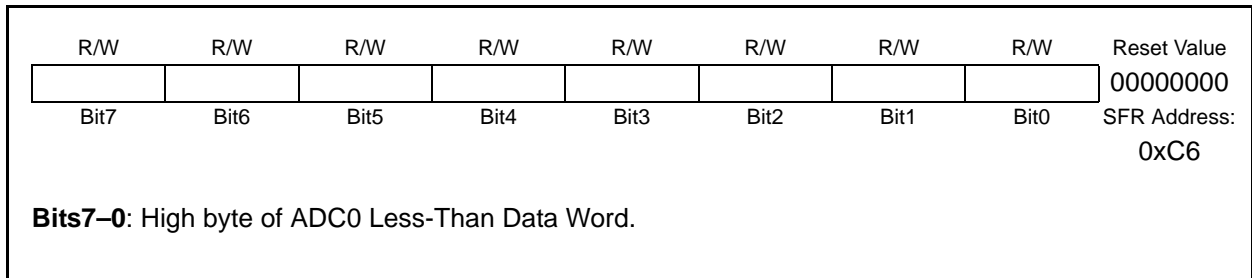 R/W R/W R/W R/W R/W R/W R/W R/W Reset Value
00000000
Bit7 Bit6 Bit5 Bit4 Bit3 Bit2 Bit1 Bit0 SFR Address:
0xC6
Bits7–0: High byte of ADC0 Less-Than Data Word.